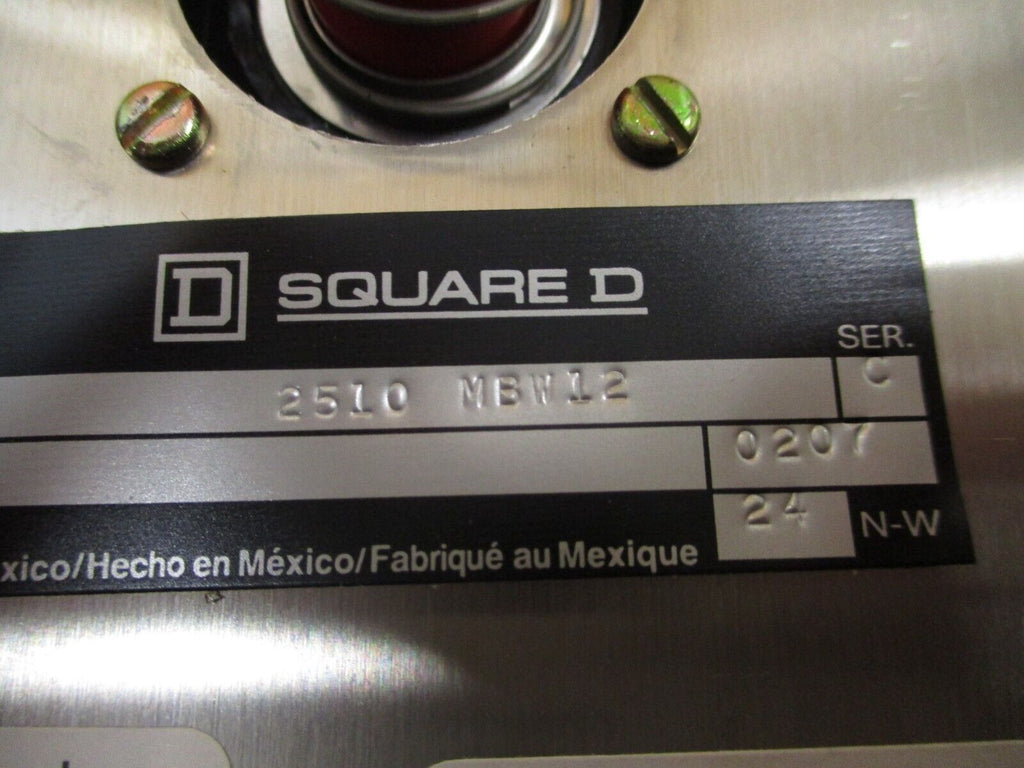 D SQUARE D
SER.
2510 MBW12 C
0207
24 N-W
xico/Hecho en México/Fabriqué au Mexique